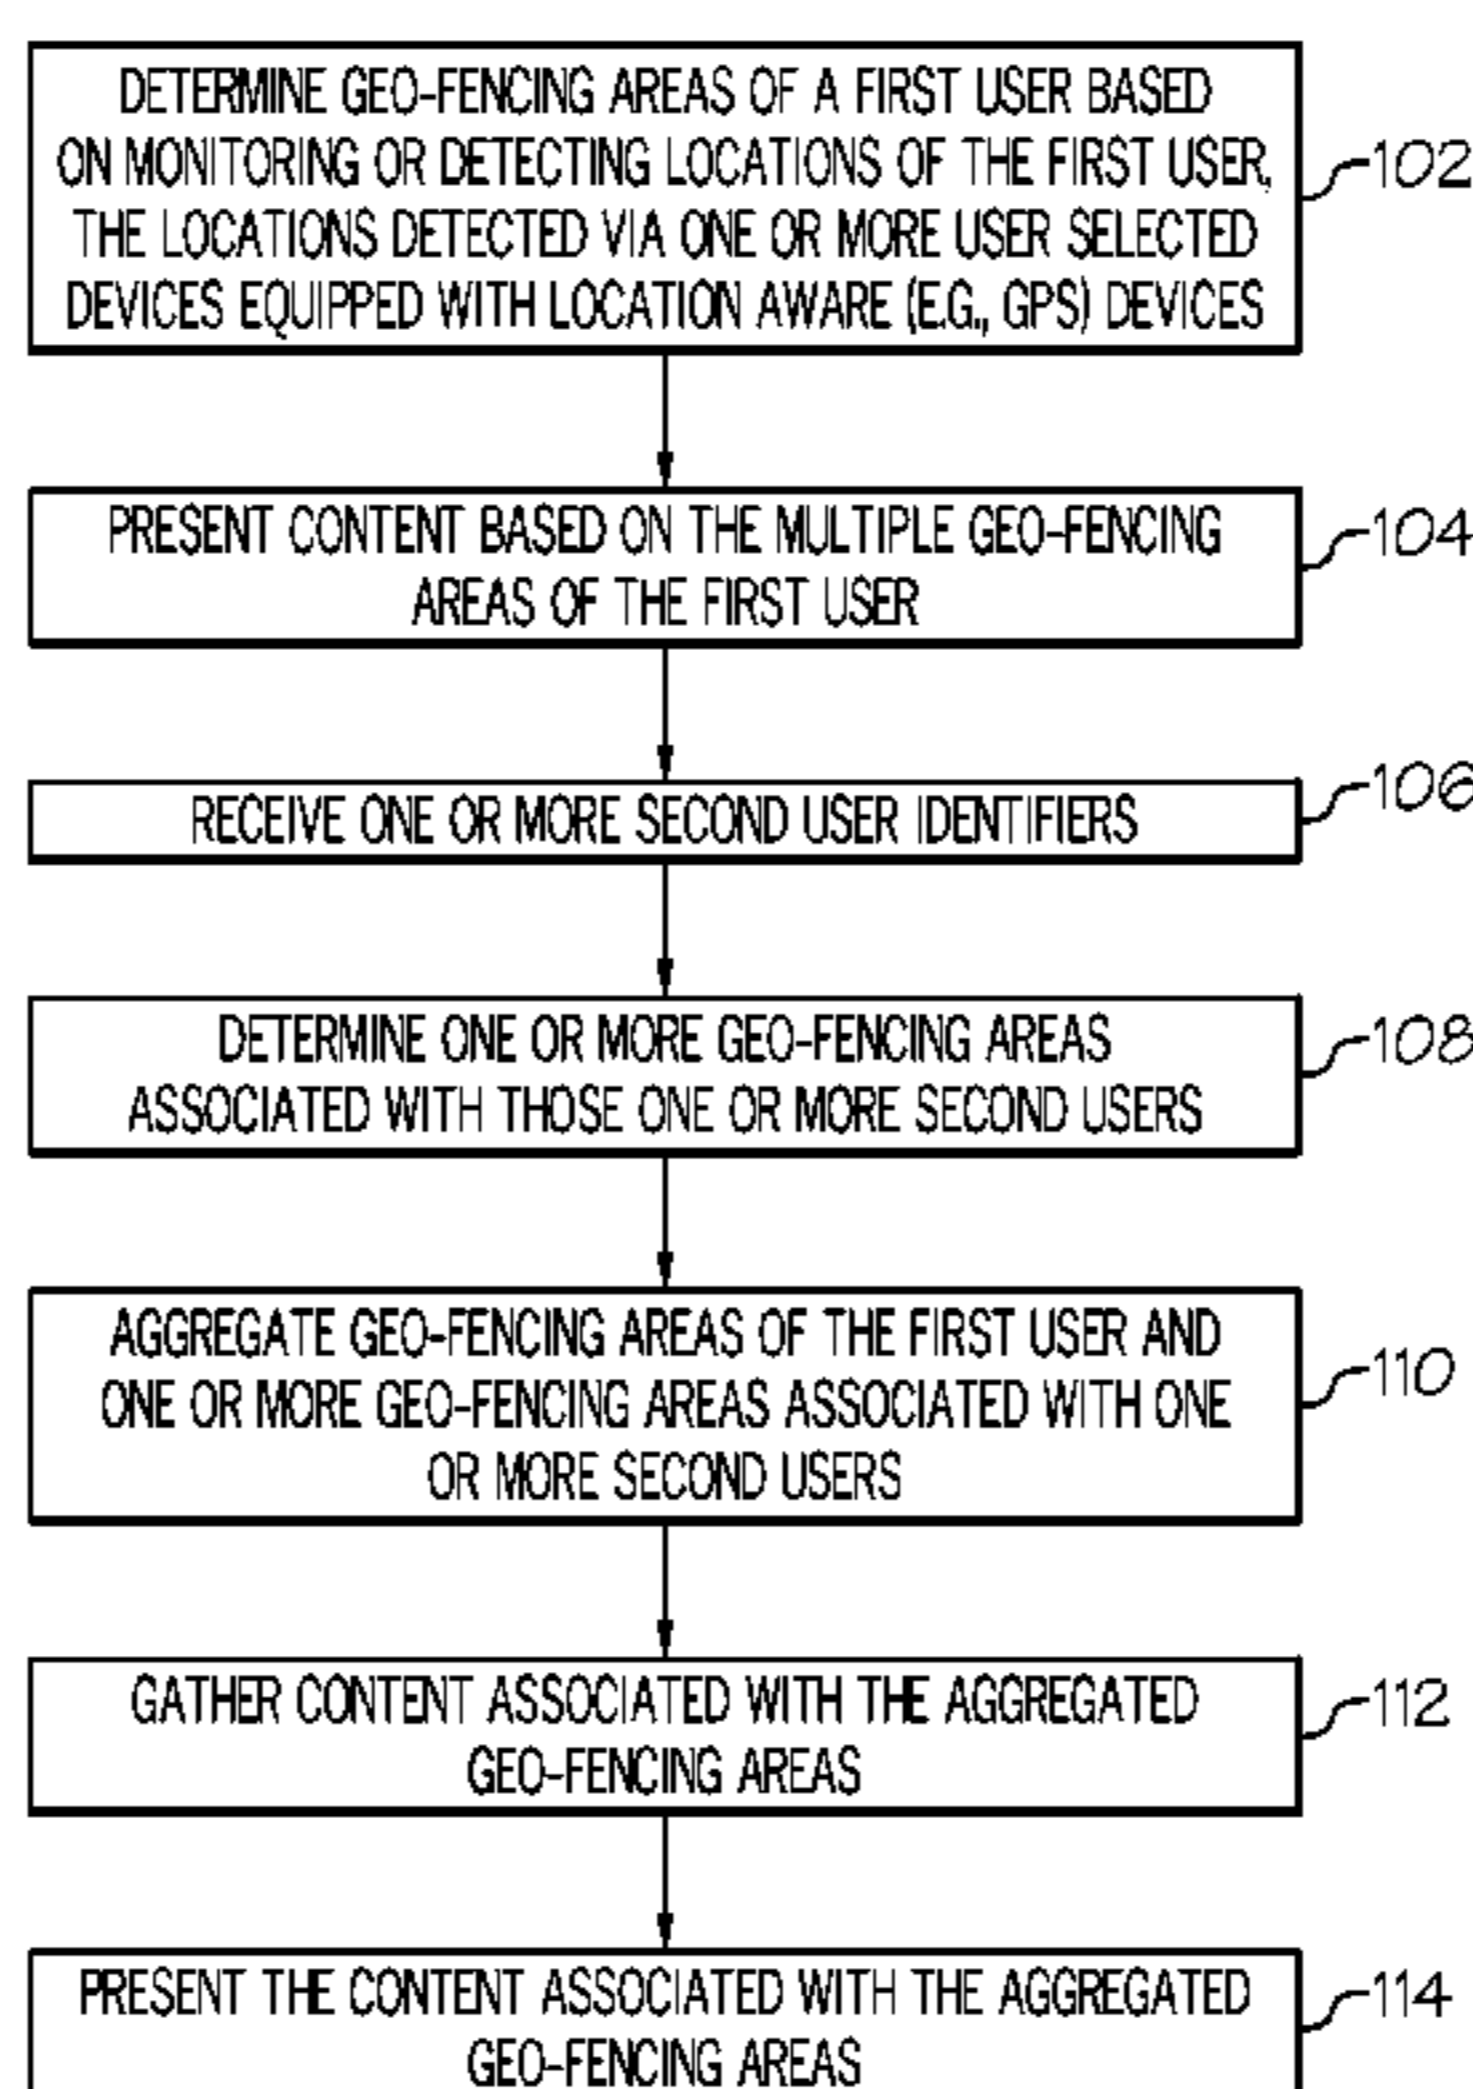 DETERMINE GEO-FENCING AREAS OF A FIRST USER BASED
ON MONITORING OR DETECTING LOCATIONS OF THE FIRST USER,
THE LOCATIONS DETECTED VIA ONE OR MORE USER SELECTED
DEVICES EQUIPPED WITH LOCATION AWARE (E.G., GPS) DEVICES
102
PRESENT CONTENT BASED ON THE MULTIPLE GEO-FENCING
AREAS OF THE FIRST USER
104
RECEIVE ONE OR MORE SECOND USER IDENTIFIERS
106
DETERMINE ONE OR MORE GEO-FENCING AREAS
ASSOCIATED WITH THOSE ONE OR MORE SECOND USERS
108
AGGREGATE GEO-FENCING AREAS OF THE FIRST USER AND
ONE OR MORE GEO-FENCING AREAS ASSOCIATED WITH ONE
OR MORE SECOND USERS
110
GATHER CONTENT ASSOCIATED WITH THE AGGREGATED
GEO-FENCING AREAS
112
PRESENT THE CONTENT ASSOCIATED WITH THE AGGREGATED
GEO-FENCING AREAS
114